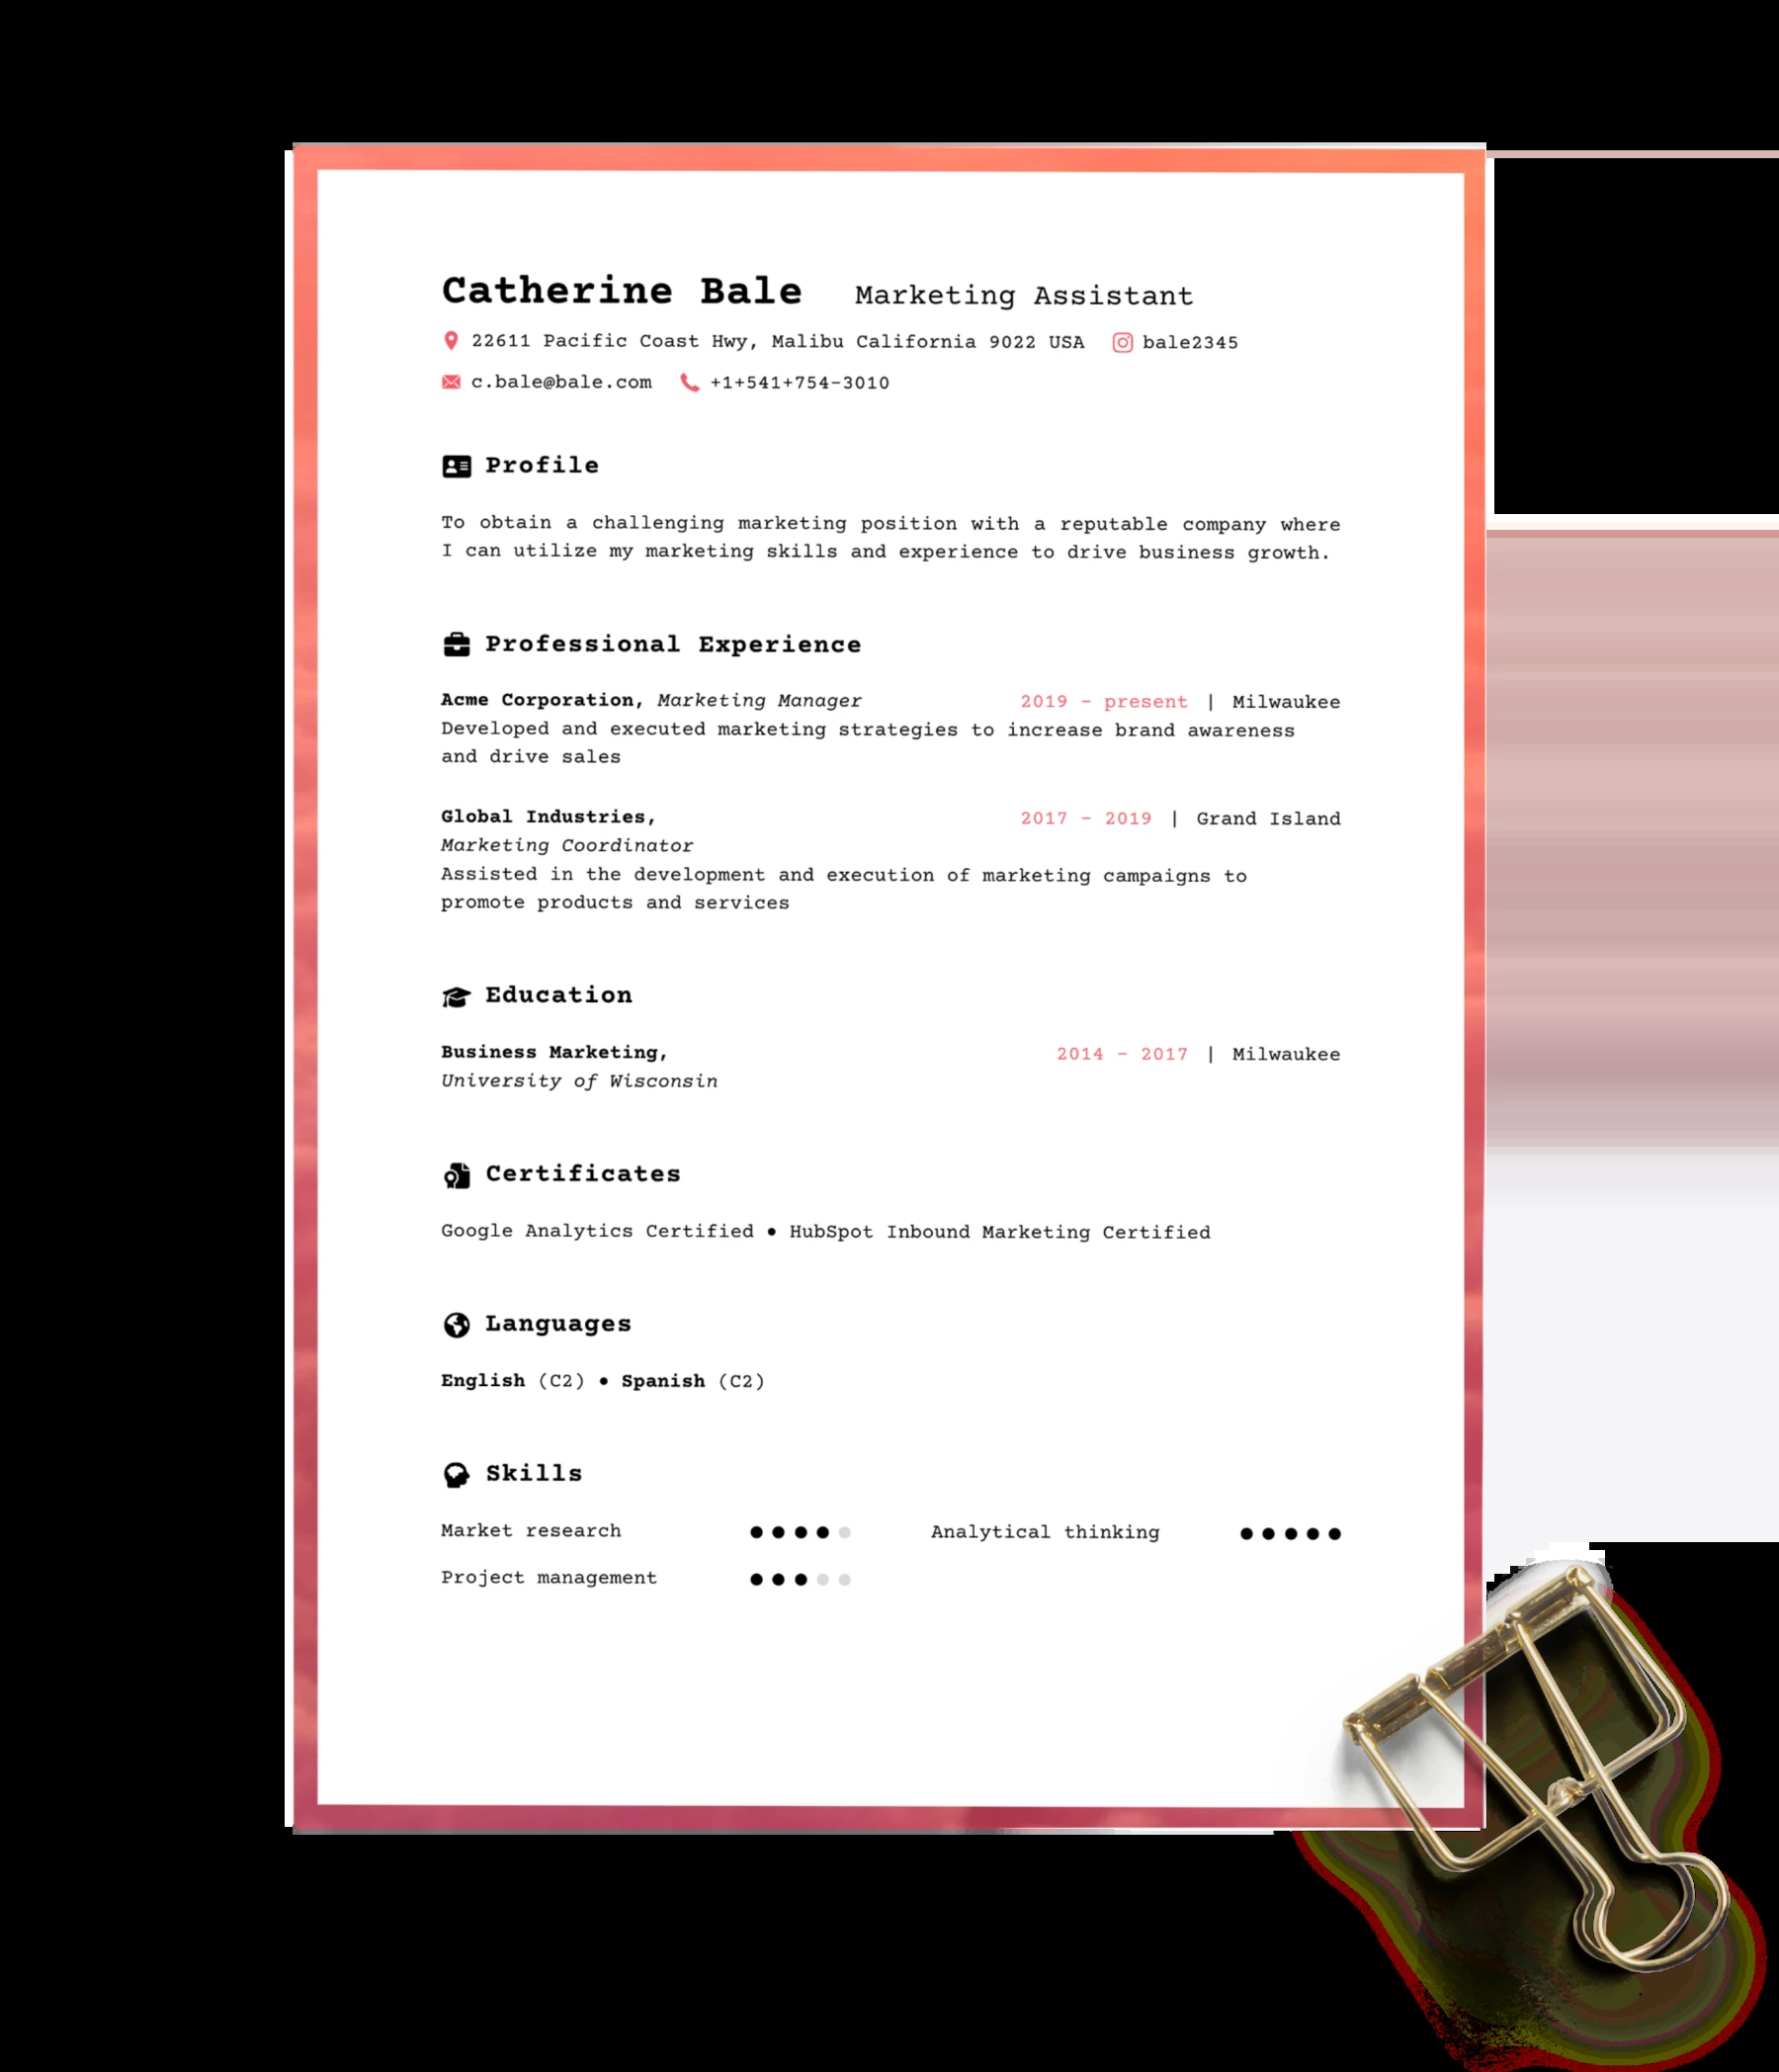 Catherine Bale Marketing Assistant
22611 Pacific Coast Hwy, Malibu California 9022 USA bale2345
c.bale@bale.com +1+541+754-3010
Profile
To obtain a challenging marketing position with a reputable company where
I can utilize my marketing skills and experience to drive business growth.
Professional Experience
Acme Corporation, Marketing Manager 2019 - present | Milwaukee
Developed and executed marketing strategies to increase brand awareness
and drive sales
Global Industries, 2017 - 2019 | Grand Island
Marketing Coordinator
Assisted in the development and execution of marketing campaigns to
promote products and services
Education
Business Marketing, 2014 - 2017 | Milwaukee
University of Wisconsin
Certificates
Google Analytics Certified • HubSpot Inbound Marketing Certified
Languages
English (C2) • Spanish (C2)
Skills
Market research Analytical thinking
Project management